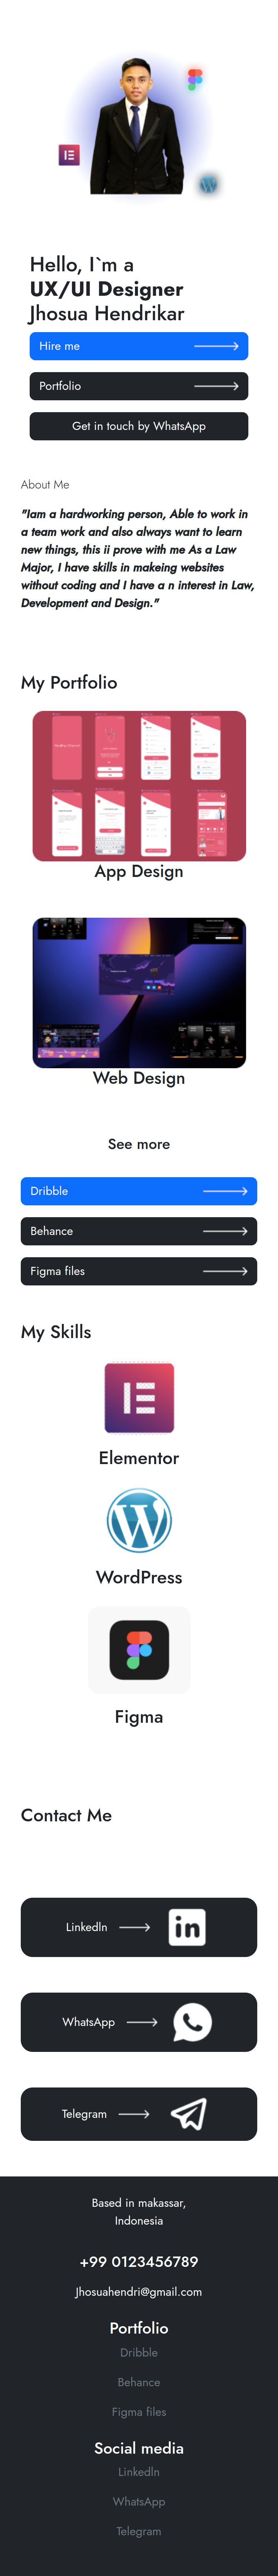 Hello, I`m a
UX/UI Designer
Jhosua Hendrikar
Hire me
Portfolio
Get in touch by WhatsApp
About Me
"Iam a hardworking person, Able to work in
a team work and also always want to learn
new things, this ii prove with me As a Law
Major, I have skills in makeing websites
without coding and I have a n interest in Law,
Development and Design."
My Portfolio
App Design
Web Design
See more
Dribble
Behance
Figma files
My Skills
Elementor
WordPress
Figma
Contact Me
Linkedln
WhatsApp
Telegram
Based in makassar,
Indonesia
+99 0123456789
Jhosuahendri@gmail.com
Portfolio
Dribble
Behance
Figma files
Social media
Linkedln
WhatsApp
Telegram